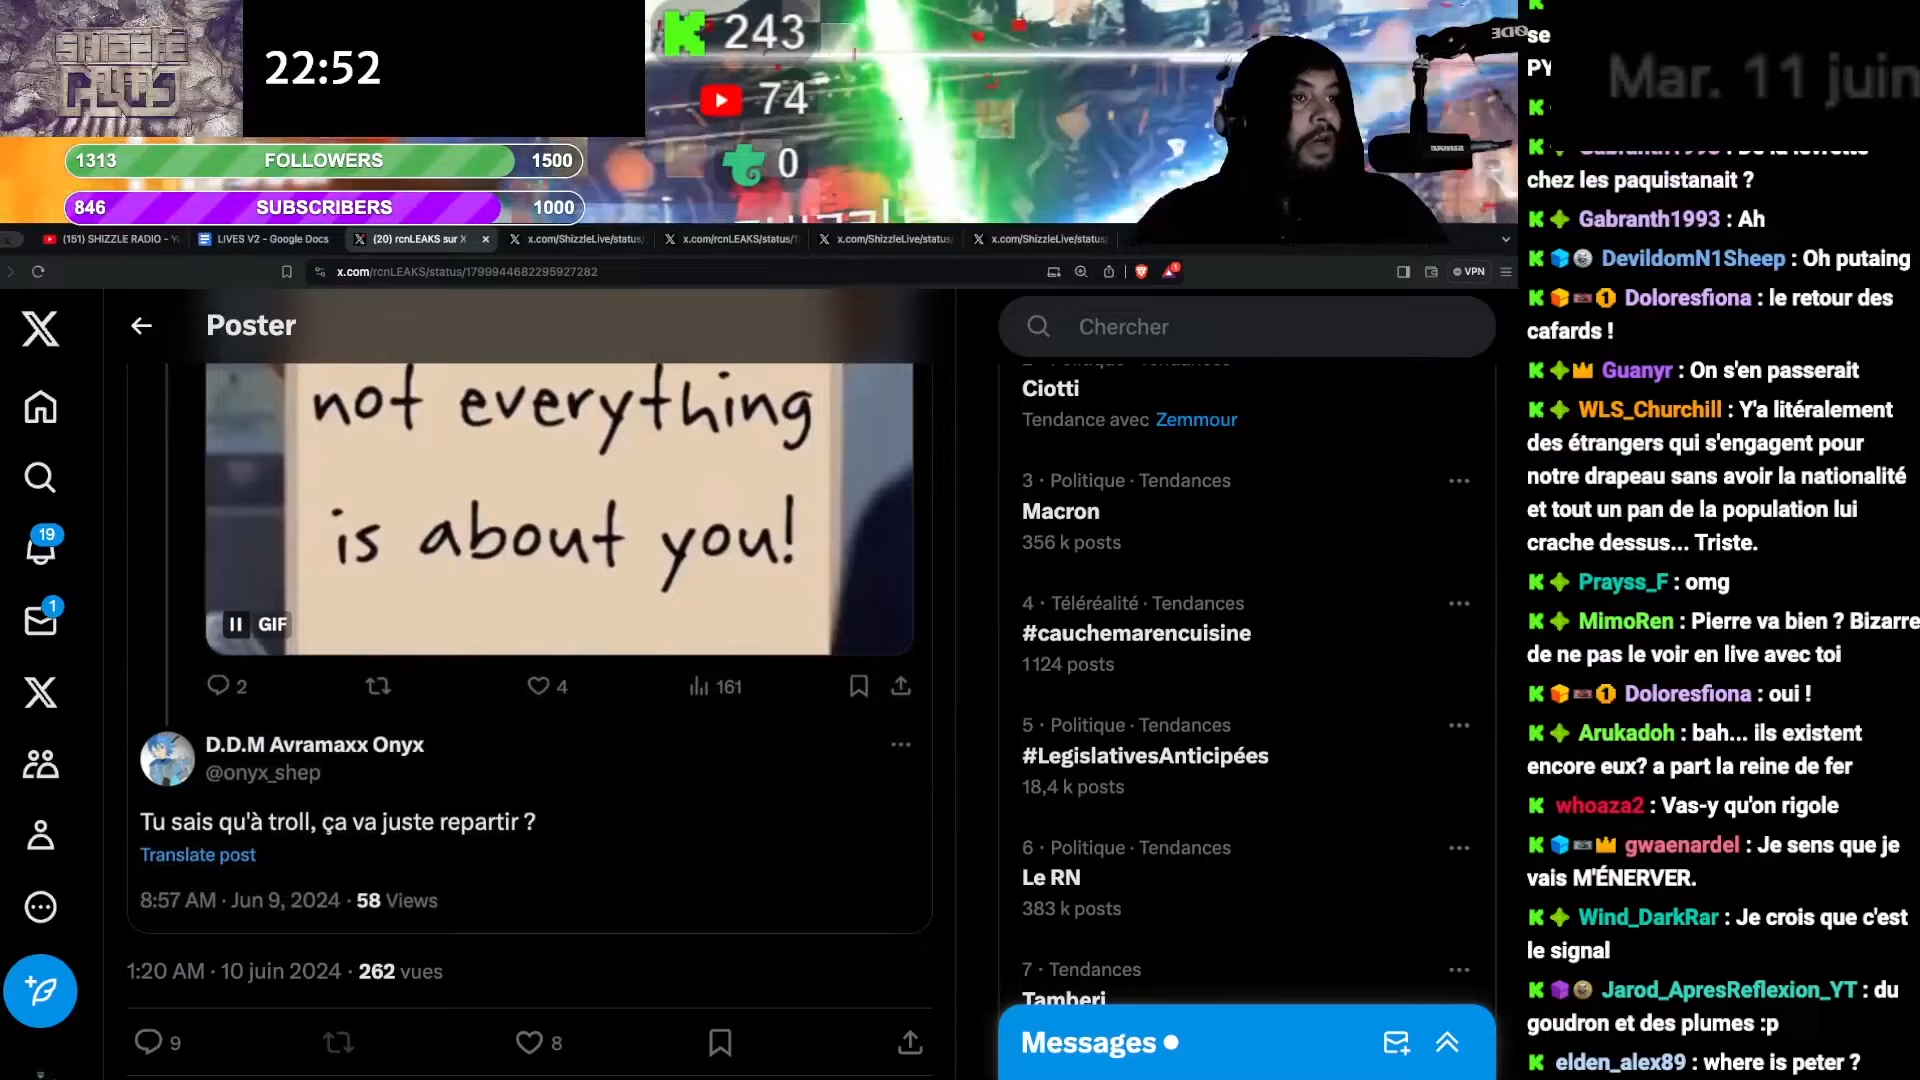 SHIZZLE
PLUS
22:52
243
74
0
1313 FOLLOWERS 1500
846 SUBSCRIBERS 1000
Mar. 11 juin
(151) SHIZZLE RADIO - Y
LIVES V2 - Google Docs
(20) rcnLEAKS sur X
x.com/ShizzleLive/status/
x.com/rcnLEAKS/status/1
x.com/ShizzleLive/status
x.com/ShizzleLive/status
x.com/rcnLEAKS/status/1799944682295927282
VPN
Poster
not everything
is about you!
GIF
2
4
161
D.D.M Avramaxx Onyx
@onyx_shep
Tu sais qu'à troll, ça va juste repartir ?
Translate post
8:57 AM · Jun 9, 2024 · 58 Views
1:20 AM · 10 juin 2024 · 262 vues
9
8
19
1
Chercher
Ciotti
Tendance avec Zemmour
3 · Politique · Tendances
Macron
356 k posts
4 · Téléréalité · Tendances
#cauchemarencuisine
1124 posts
5 · Politique · Tendances
#LegislativesAnticipées
18,4 k posts
6 · Politique · Tendances
Le RN
383 k posts
7 · Tendances
Tamberi
Messages
se
PY
chez les paquistanait ?
Gabranth1993 : Ah
DevildomN1Sheep : Oh putaing
Doloresfiona : le retour des
cafards !
Guanyr : On s'en passerait
WLS_Churchill : Y'a litéralement
des étrangers qui s'engagent pour
notre drapeau sans avoir la nationalité
et tout un pan de la population lui
crache dessus... Triste.
Prayss_F : omg
MimoRen : Pierre va bien ? Bizarre
de ne pas le voir en live avec toi
Doloresfiona : oui !
Arukadoh : bah... ils existent
encore eux? a part la reine de fer
whoaza2 : Vas-y qu'on rigole
gwaenardel : Je sens que je
vais M'ÉNERVER.
Wind_DarkRar : Je crois que c'est
le signal
Jarod_ApresReflexion_YT : du
goudron et des plumes :p
elden_alex89 : where is peter ?